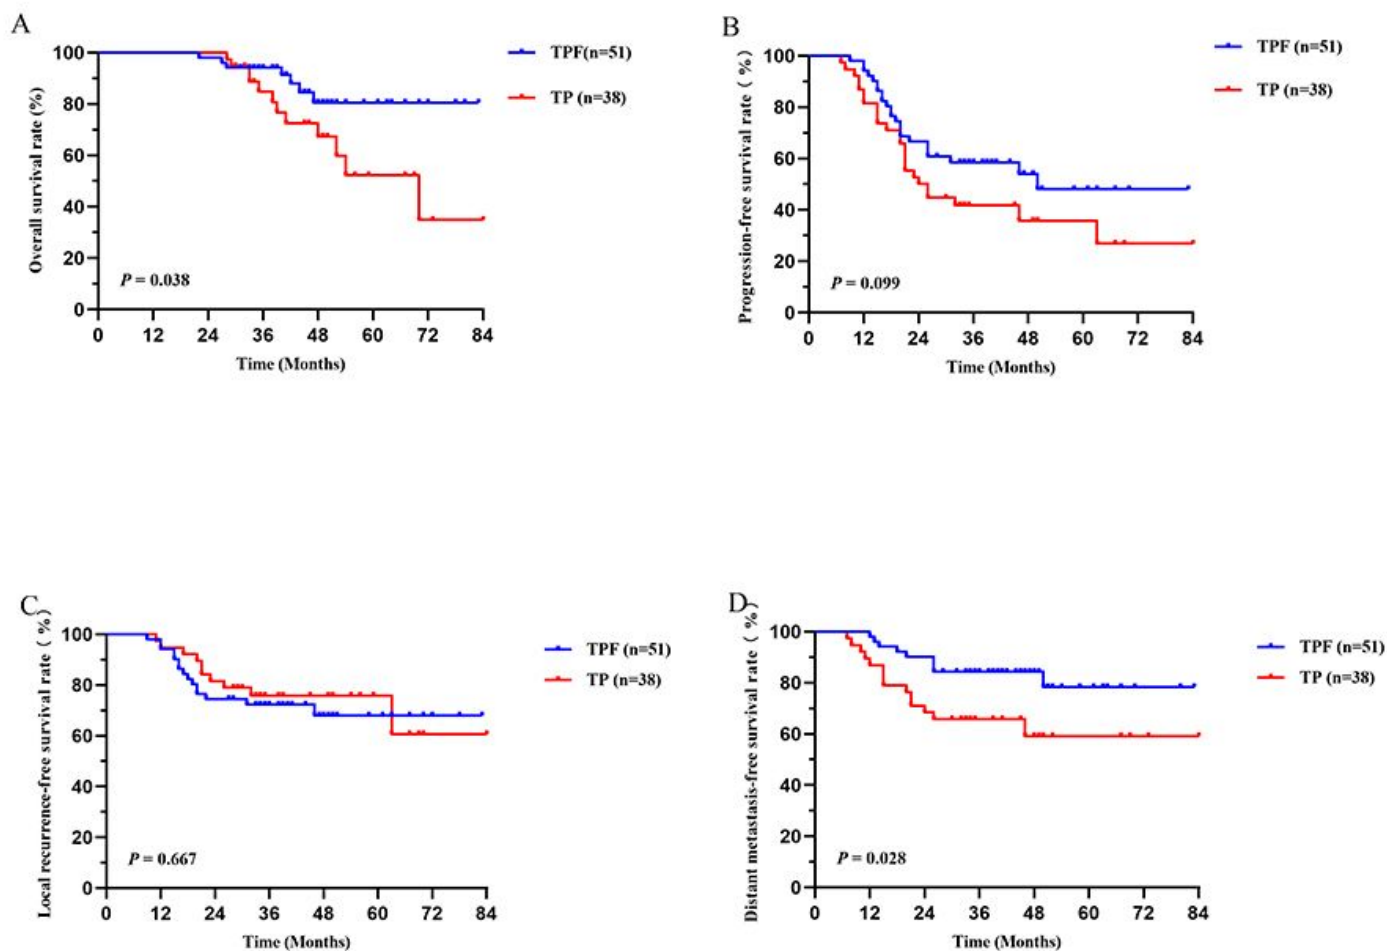 A
TPF(n=51)
TP (n=38)
Overall survival rate (%)
100
80
60
40
20
0
P = 0.038
0 12 24 36 48 60 72 84
Time (Months)
B
TPF (n=51)
TP (n=38)
Progression-free survival rate ( %)
100
80
60
40
20
0
P = 0.099
0 12 24 36 48 60 72 84
Time (Months)
C
TPF (n=51)
TP (n=38)
Local recurrence-free survival rate ( %)
100
80
60
40
20
0
P = 0.667
0 12 24 36 48 60 72 84
Time (Months)
D
TPF (n=51)
TP (n=38)
Distant metastasis-free survival rate ( %)
100
80
60
40
20
0
P = 0.028
0 12 24 36 48 60 72 84
Time (Months)